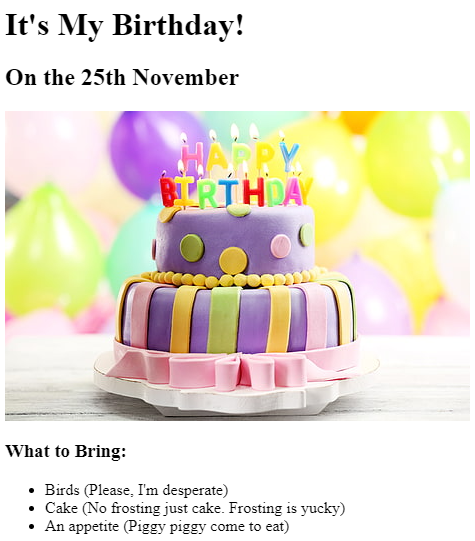 It's My Birthday!
On the 25th November
HAPPY
BIRTHDAY
What to Bring:
Birds (Please, I'm desperate)
Cake (No frosting just cake. Frosting is yucky)
An appetite (Piggy piggy come to eat)